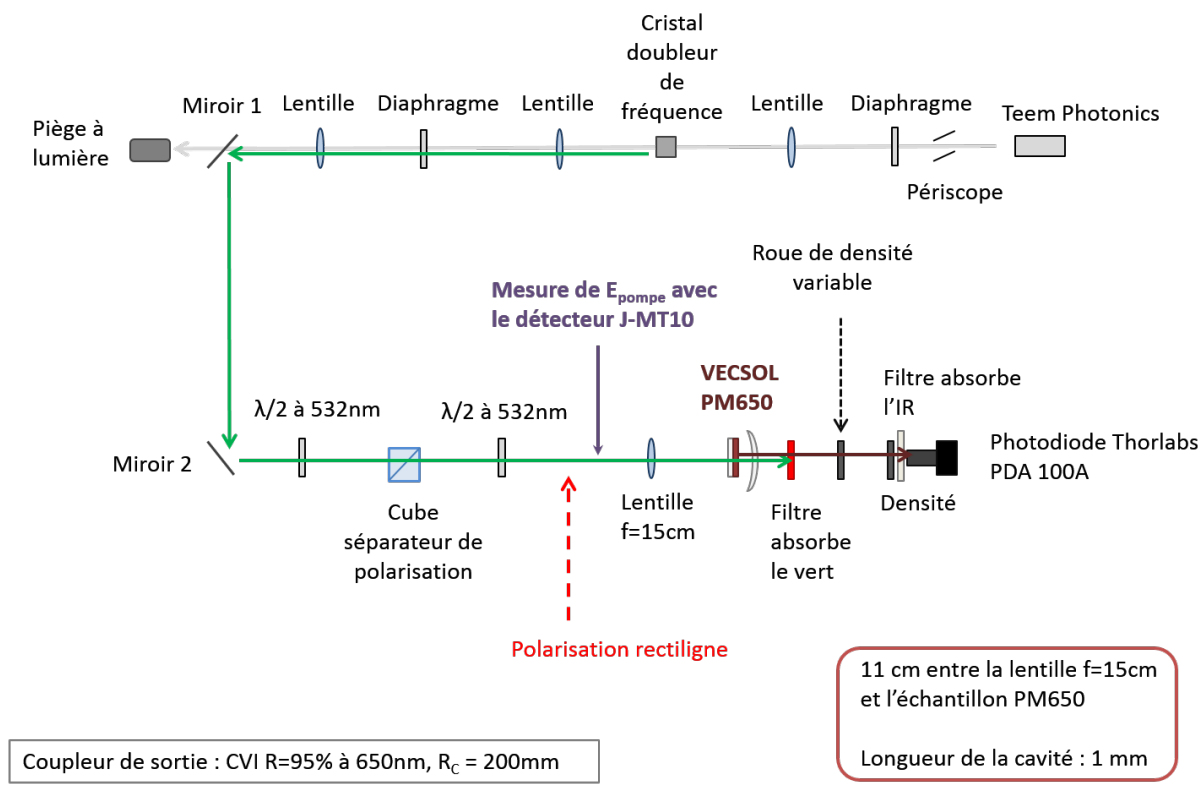 Cristal
doubleur
de
fréquence
Miroir 1
Lentille
Diaphragme
Lentille
Lentille
Diaphragme
Teem Photonics
Piège à
lumière
Périscope
Roue de densité
variable
Mesure de Epompe avec
le détecteur J-MT10
VECSOL
PM650
Filtre absorbe
l’IR
λ/2 à 532nm
λ/2 à 532nm
Miroir 2
Photodiode Thorlabs
PDA 100A
Cube
séparateur de
polarisation
Lentille
f=15cm
Filtre
absorbe
le vert
Densité
Polarisation rectiligne
11 cm entre la lentille f=15cm
et l’échantillon PM650
Longueur de la cavité : 1 mm
Coupleur de sortie : CVI R=95% à 650nm, RC = 200mm